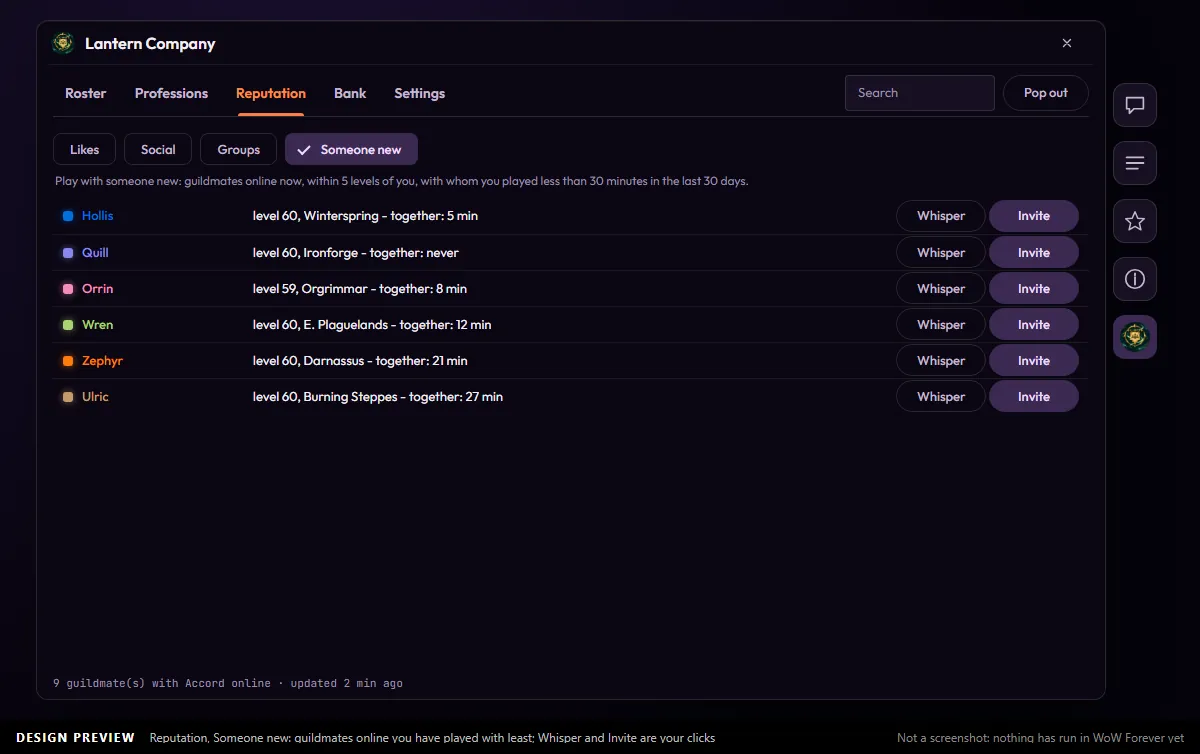 Lantern Company
Roster Professions Reputation Bank Settings Search Pop out
Likes Social Groups Someone new
Play with someone new: guildmates online now, within 5 levels of you, with whom you played less than 30 minutes in the last 30 days.
Hollis level 60, Winterspring - together: 5 min Whisper Invite
Quill level 60, Ironforge - together: never Whisper Invite
Orrin level 59, Orgrimmar - together: 8 min Whisper Invite
Wren level 60, E. Plaguelands - together: 12 min Whisper Invite
Zephyr level 60, Darnassus - together: 21 min Whisper Invite
Ulric level 60, Burning Steppes - together: 27 min Whisper Invite
9 guildmate(s) with Accord online · updated 2 min ago
DESIGN PREVIEW Reputation, Someone new: guildmates online you have played with least; Whisper and Invite are your clicks Not a screenshot: nothing has run in WoW Forever yet